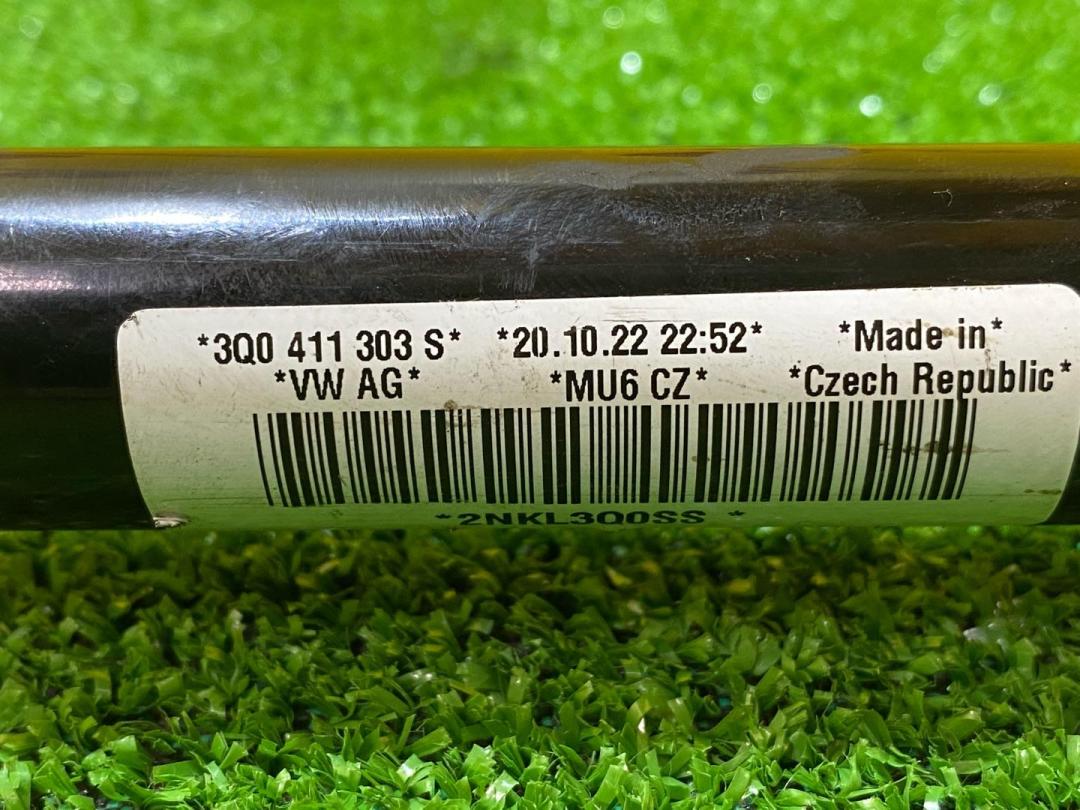 *3Q0 411 303 S* *20.10.22 22:52* *Made in*
*VW AG* *MU6 CZ* *Czech Republic*
*2NKL3Q0SS *